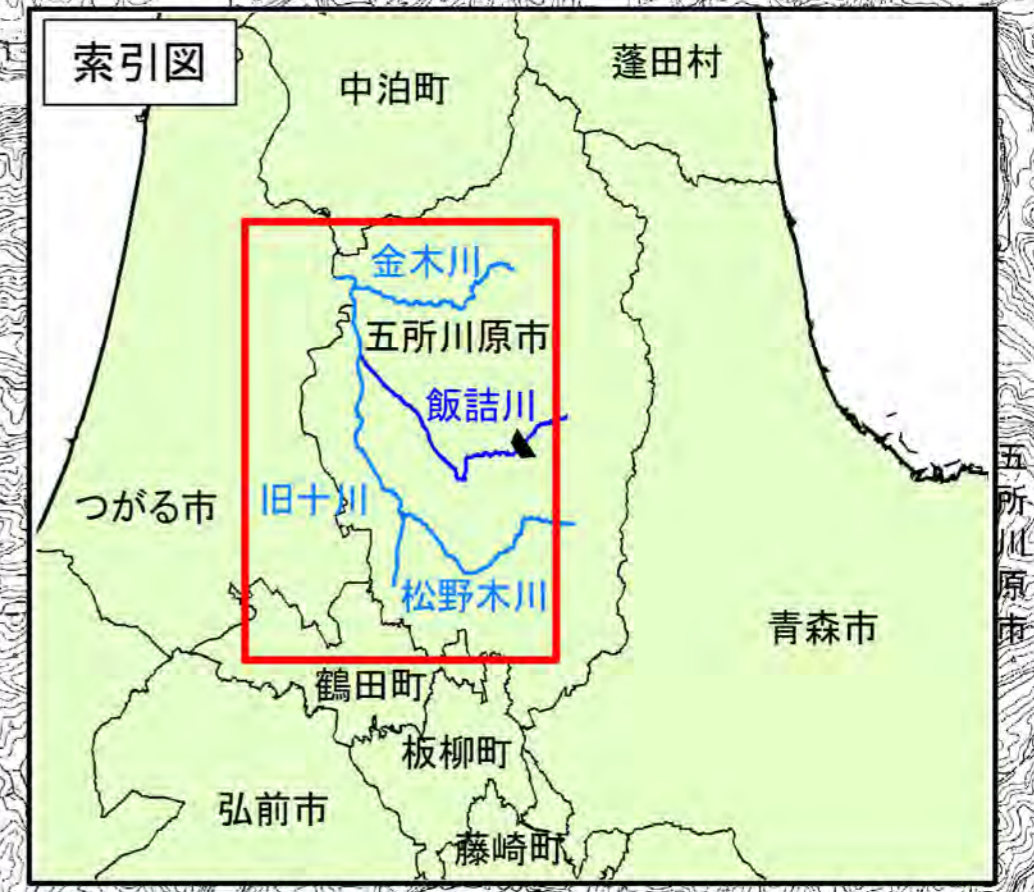 索引図
中泊町
蓬田村
金木川
五所川原市
飯詰川
つがる市
旧十川
松野木川
青森市
鶴田町
板柳町
弘前市
藤崎町
五所川原市